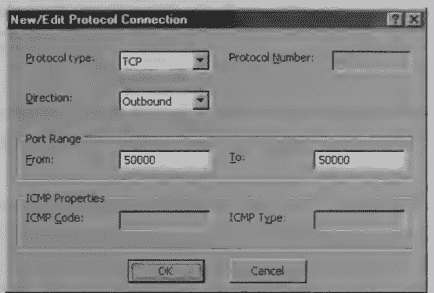 New/Edit Protocol Connection
Protocol type: TCP Protocol Number:
Direction: Outbound
Port Range
From: 50000 To: 50000
ICMP Properties
ICMP Code: ICMP Type:
OK Cancel